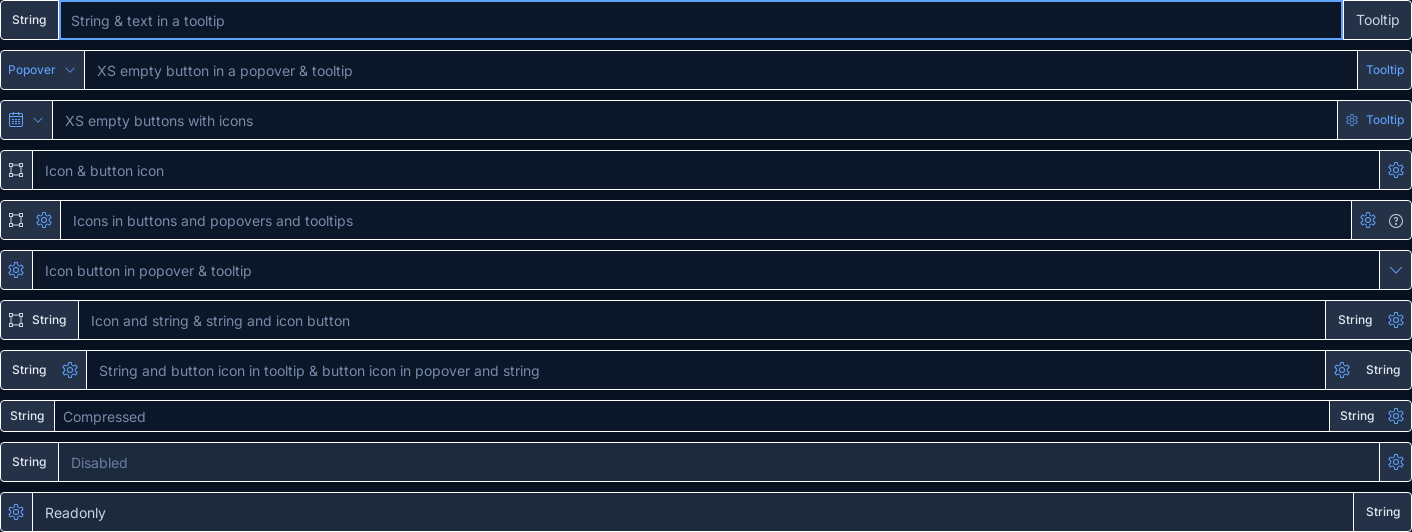 String String & text in a tooltip Tooltip
Popover XS empty button in a popover & tooltip Tooltip
XS empty buttons with icons Tooltip
Icon & button icon
Icons in buttons and popovers and tooltips
Icon button in popover & tooltip
String Icon and string & string and icon button String
String String and button icon in tooltip & button icon in popover and string String
String Compressed String
String Disabled
Readonly String